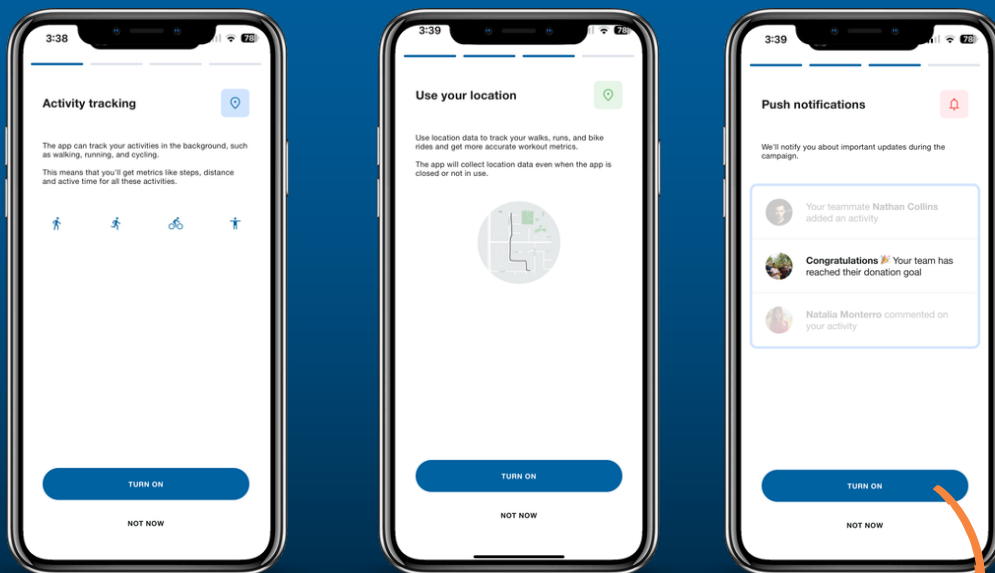 3:38
78
Activity tracking
The app can track your activities in the background, such
as walking, running, and cycling.
This means that you'll get metrics like steps, distance
and active time for all these activities.
TURN ON
NOT NOW
3:39
78
Use your location
Use location data to track your walks, runs, and bike
rides and get more accurate workout metrics.
The app will collect location data even when the app is
closed or not in use.
TURN ON
NOT NOW
3:39
78
Push notifications
We'll notify you about important updates during the
campaign.
Your teammate Nathan Collins
added an activity
Congratulations 🎉 Your team has
reached their donation goal
Natalia Monterro commented on
your activity
TURN ON
NOT NOW